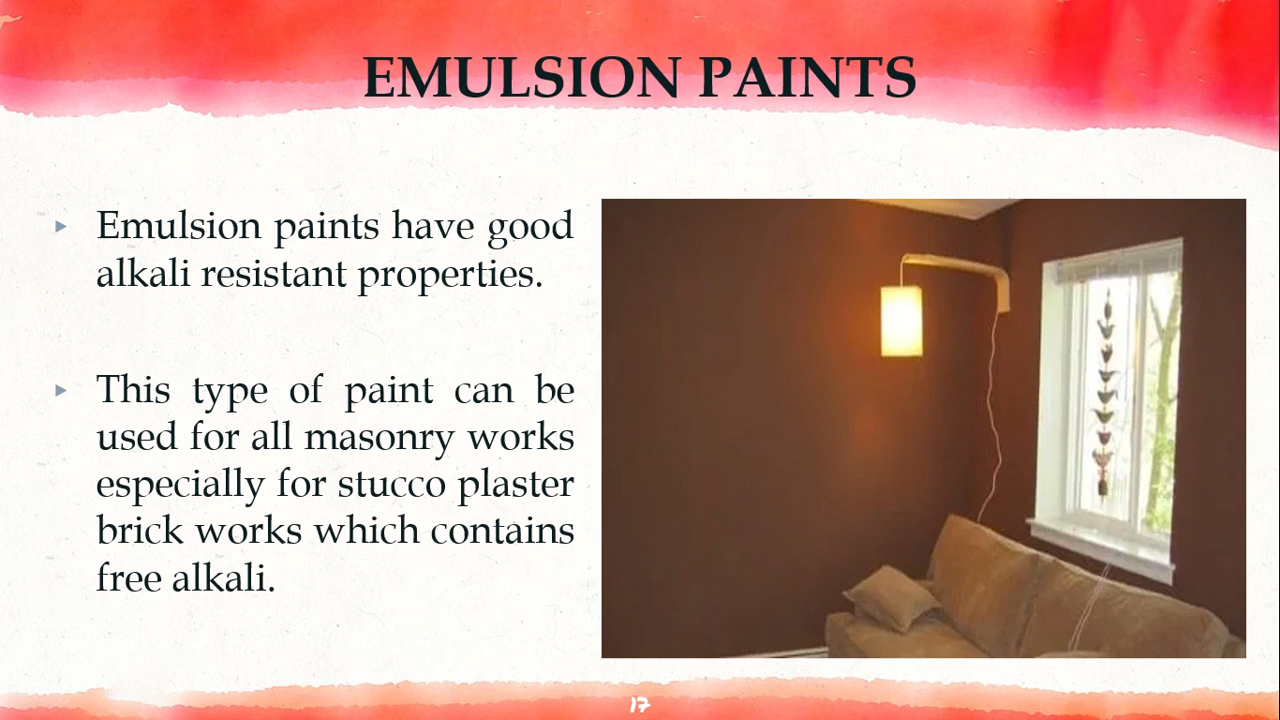 EMULSION PAINTS
Emulsion paints have good
alkali resistant properties.
This type of paint can be
used for all masonry works
especially for stucco plaster
brick works which contains
free alkali.
17